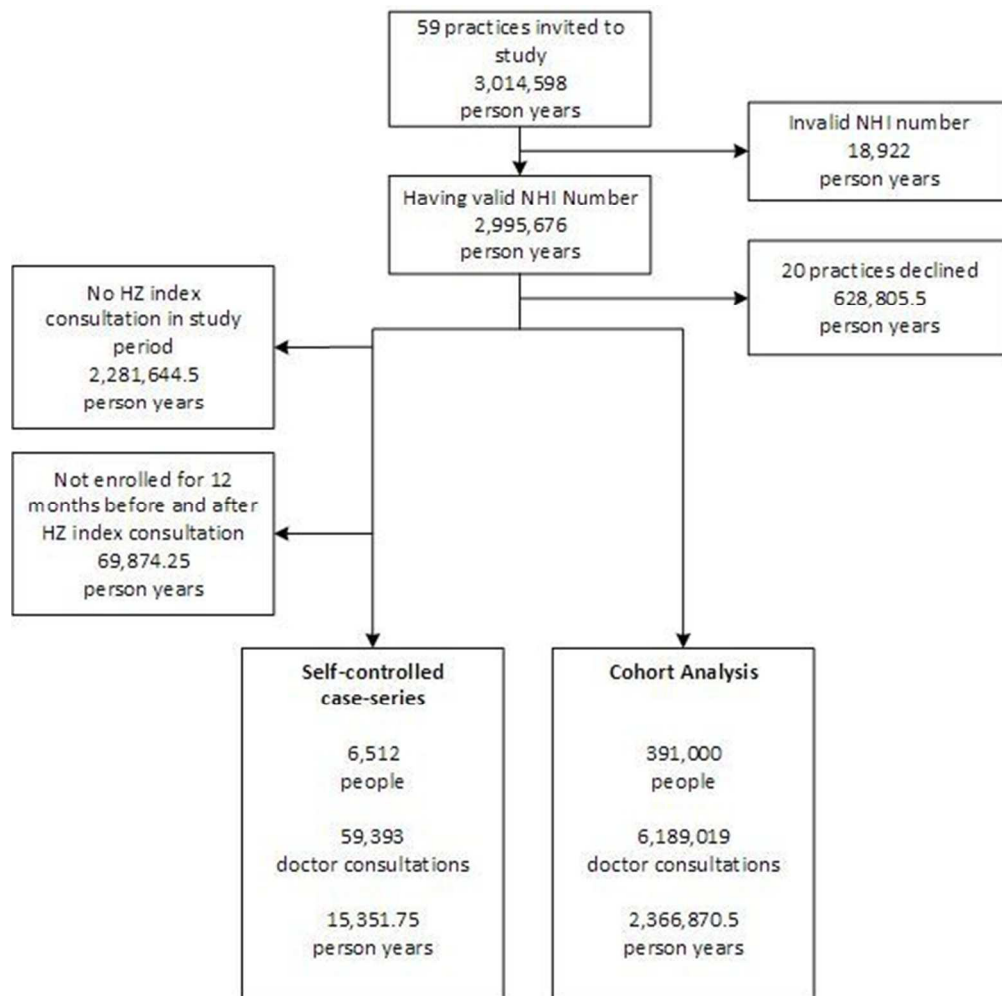 59 practices invited to
study
3,014,598
person years
Invalid NHI number
18,922
person years
Having valid NHI Number
2,995,676
person years
20 practices declined
628,805.5
person years
No HZ index
consultation in study
period
2,281,644.5
person years
Not enrolled for 12
months before and after
HZ index consultation
69,874.25
person years
Self-controlled
case-series
6,512
people
59,393
doctor consultations
15,351.75
person years
Cohort Analysis
391,000
people
6,189,019
doctor consultations
2,366,870.5
person years